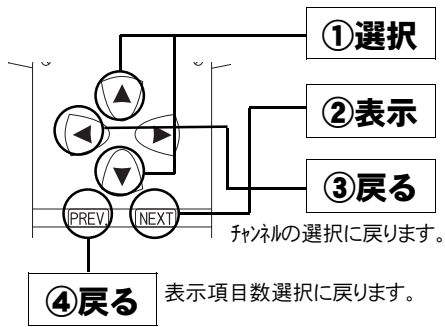 ①選択
②表示
③戻る
ﾁｬﾝﾈﾙの選択に戻ります。
PREV.
NEXT
④戻る
表示項目数選択に戻ります。